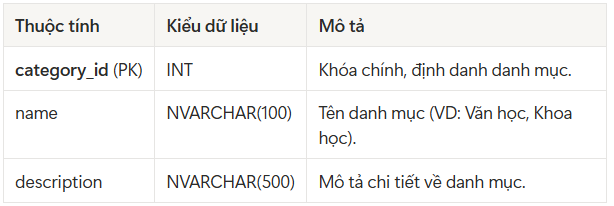 Thuộc tính Kiểu dữ liệu Mô tả
category_id (PK) INT Khóa chính, định danh danh mục.
name NVARCHAR(100) Tên danh mục (VD: Văn học, Khoa
học).
description NVARCHAR(500) Mô tả chi tiết về danh mục.